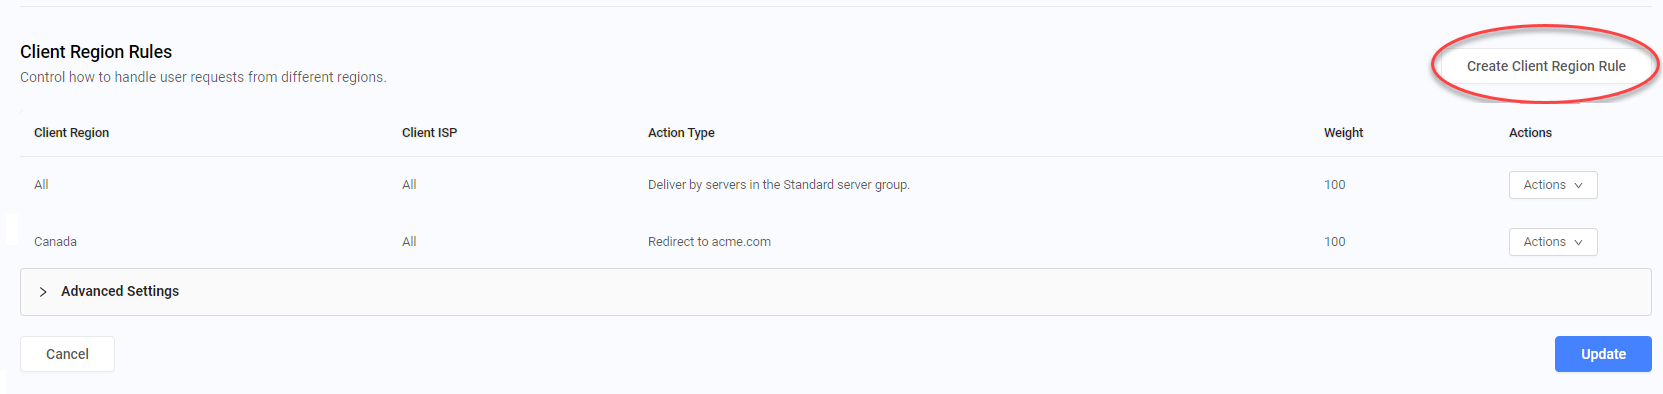 Client Region Rules
Control how to handle user requests from different regions.
Create Client Region Rule
Client Region Client ISP Action Type Weight Actions
All All Deliver by servers in the Standard server group. 100 Actions
Canada All Redirect to acme.com 100 Actions
Advanced Settings
Cancel Update